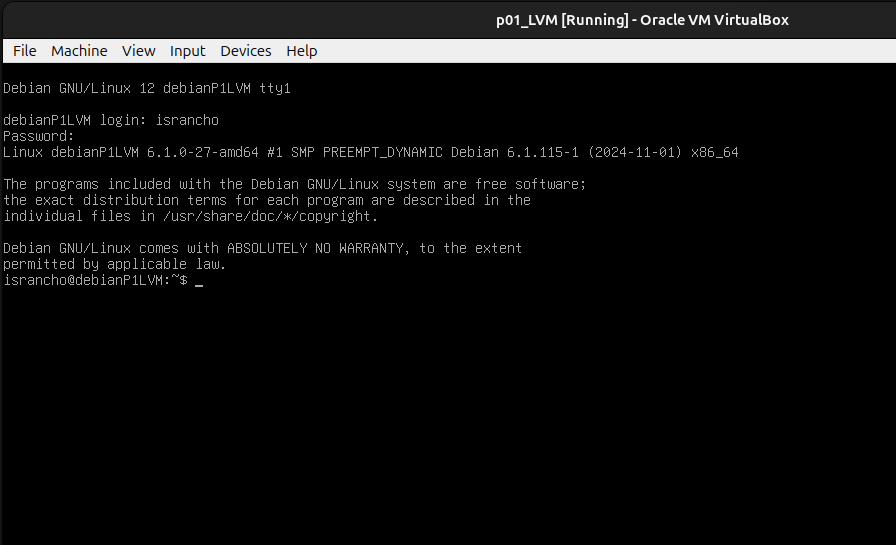 p01_LVM [Running] - Oracle VM VirtualBox
File Machine View Input Devices Help
Debian GNU/Linux 12 debianP1LVM tty1
debianP1LVM login: israncho
Password:
Linux debianP1LVM 6.1.0-27-amd64 #1 SMP PREEMPT_DYNAMIC Debian 6.1.115-1 (2024-11-01) x86_64
The programs included with the Debian GNU/Linux system are free software;
the exact distribution terms for each program are described in the
individual files in /usr/share/doc/*/copyright.
Debian GNU/Linux comes with ABSOLUTELY NO WARRANTY, to the extent
permitted by applicable law.
israncho@debianP1LVM:~$ _